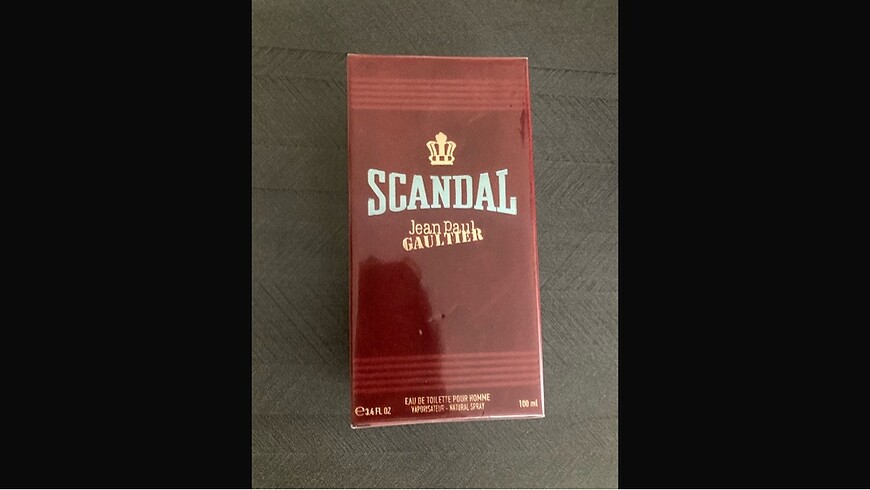 SCANDAL
Jean Paul
GAULTIER
EAU DE TOILETTE POUR HOMME
VAPORISATEUR - NATURAL SPRAY
℮ 3.4 FL OZ
100 ml